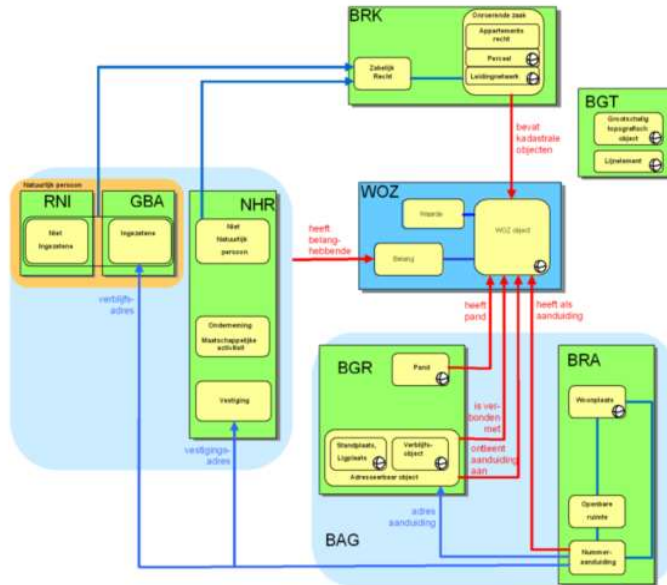 BRK
Onroerende zaak
Appartements
recht
Zakelijk
Recht
Perceel
Leidingnetwerk
BGT
Grootschalig
topografisch
object
Lijnelement
bevat
kadastrale
objecten
Natuurlijk persoon
RNI
GBA
NHR
WOZ
Niet
Ingezetene
Ingezetene
Niet
Natuurlijk
persoon
heeft
belang-
hebbende
Waarde
WOZ object
Belang
verblijfs-
adres
heeft
pand
heeft als
aanduiding
Onderneming
Maatschappelijke
activiteit
BGR
Pand
BRA
Woonplaats
Vestiging
is ver-
bonden
met
Standplaats,
Ligplaats
Verblijfs-
object
Adresseerbaar object
ontleent
aanduiding
aan
vestigings-
adres
adres
aanduiding
Openbare
ruimte
BAG
Nummer-
aanduiding